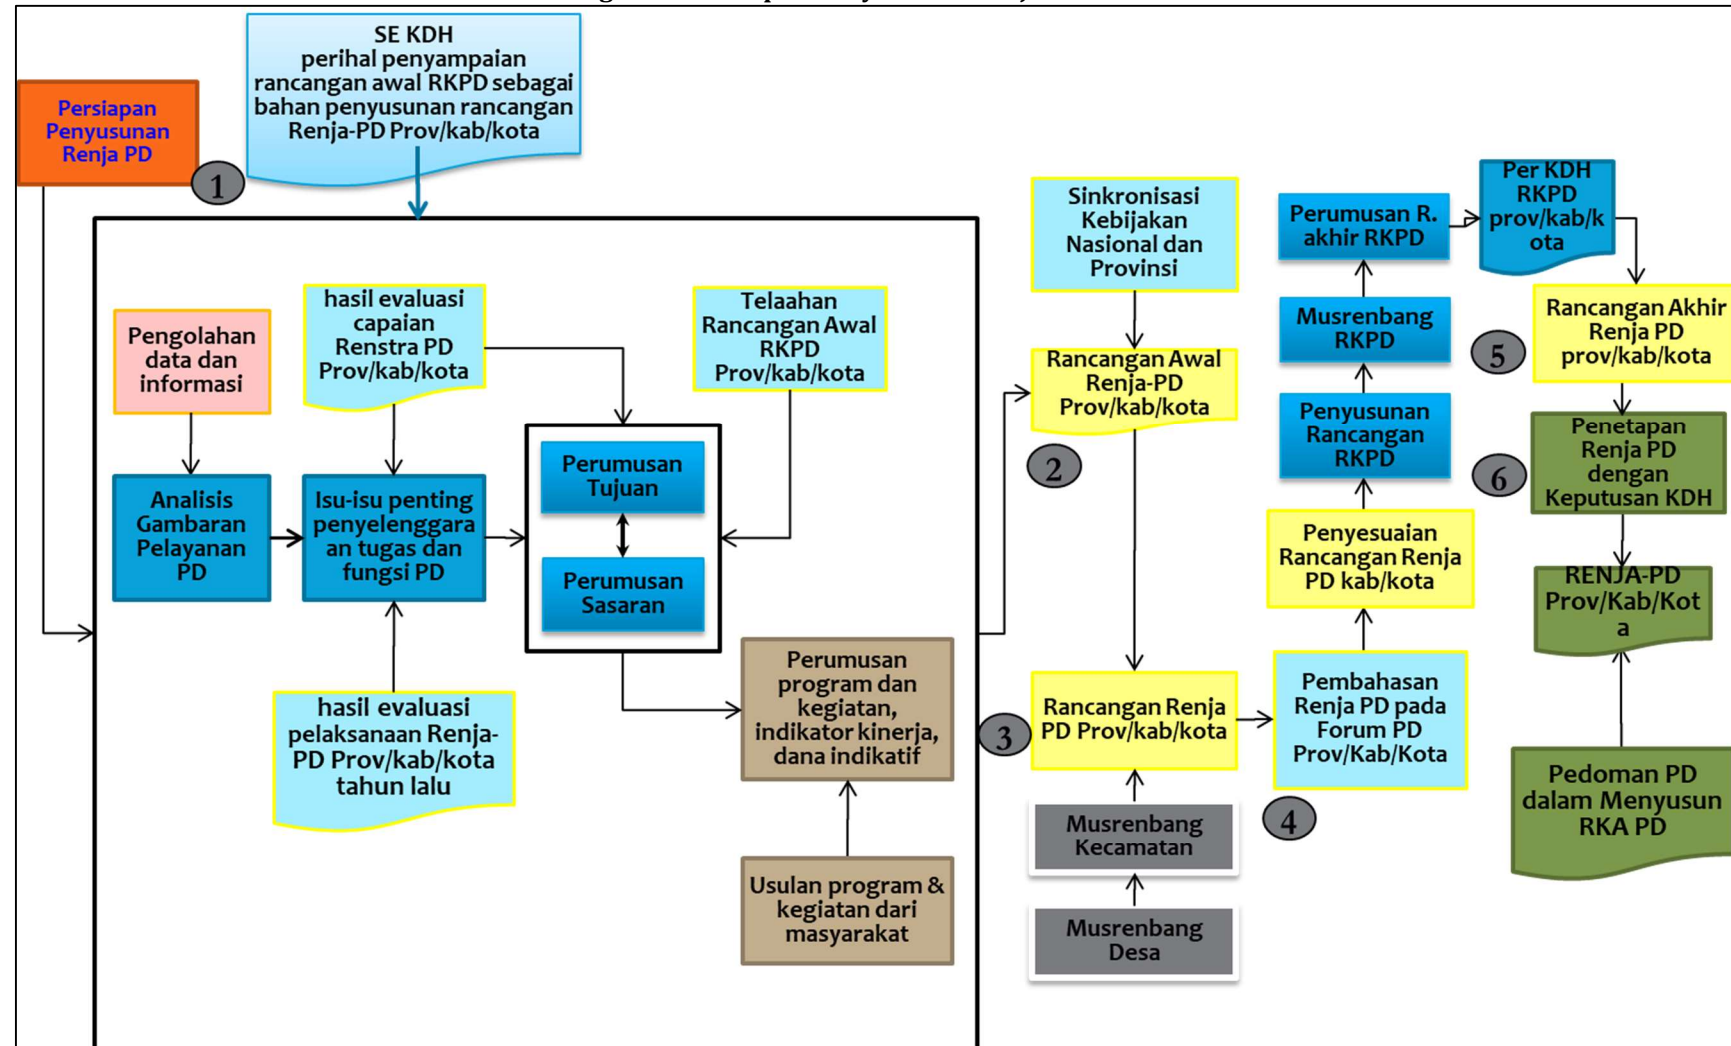 SE KDH
perihal penyampaian
rancangan awal RKPD sebagai
bahan penyusunan rancangan
Renja-PD Prov/kab/kota
Persiapan
Penyusunan
Renja PD
1
Pengolahan
data dan
informasi
hasil evaluasi
capaian
Renstra PD
Prov/kab/kota
Telaahan
Rancangan Awal
RKPD
Prov/kab/kota
Analisis
Gambaran
Pelayanan
PD
Isu-isu penting
penyelenggara
an tugas dan
fungsi PD
Perumusan
Tujuan
Perumusan
Sasaran
hasil evaluasi
pelaksanaan Renja-
PD Prov/kab/kota
tahun lalu
Perumusan
program dan
kegiatan,
indikator kinerja,
dana indikatif
Usulan program &
kegiatan dari
masyarakat
Sinkronisasi
Kebijakan
Nasional dan
Provinsi
Rancangan Awal
Renja-PD
Prov/kab/kota
2
3
Rancangan Renja
PD Prov/kab/kota
Musrenbang
Kecamatan
Musrenbang
Desa
Perumusan R.
akhir RKPD
Musrenbang
RKPD
Penyusunan
Rancangan
RKPD
Penyesuaian
Rancangan Renja
PD kab/kota
Pembahasan
Renja PD pada
Forum PD
Prov/Kab/Kota
4
Per KDH
RKPD
prov/kab/k
ota
5
Rancangan Akhir
Renja PD
prov/kab/kota
6
Penetapan
Renja PD
dengan
Keputusan KDH
RENJA-PD
Prov/Kab/Kot
a
Pedoman PD
dalam Menyusun
RKA PD